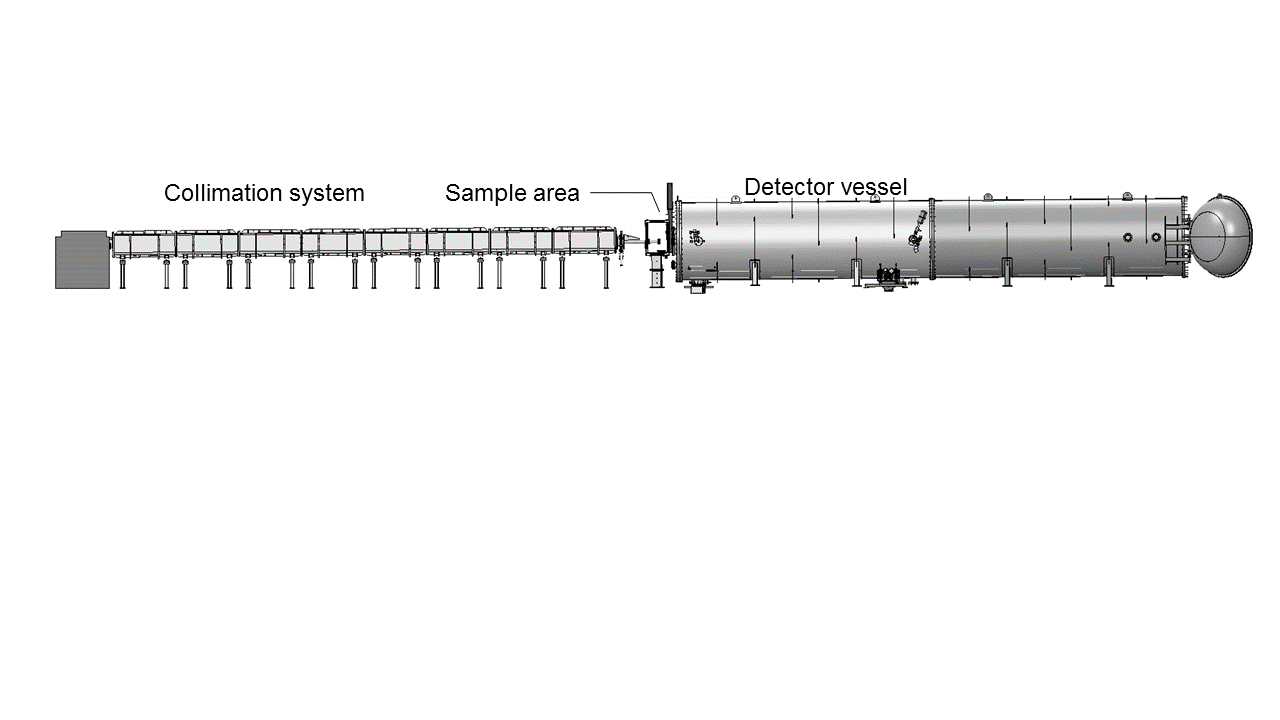 Collimation system
Sample area
Detector vessel